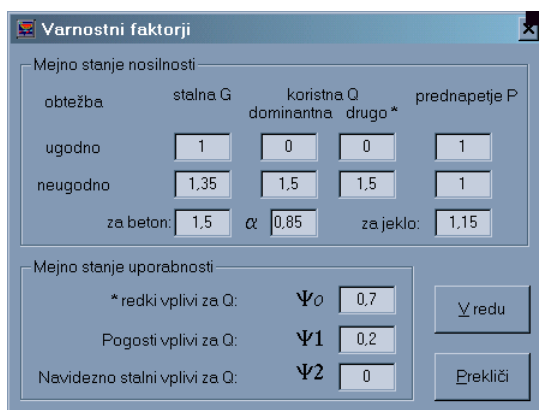 Varnostni faktorji
Mejno stanje nosilnosti
obtežba stalna G koristna Q prednapetje P
dominantna drugo *
ugodno 1 0 0 1
neugodno 1,35 1,5 1,5 1
za beton: 1,5 α 0,85 za jeklo: 1,15
Mejno stanje uporabnosti
* redki vplivi za Q: Ψ0 0,7
Pogosti vplivi za Q: Ψ1 0,2
Navidezno stalni vplivi za Q: Ψ2 0
V redu
Prekliči